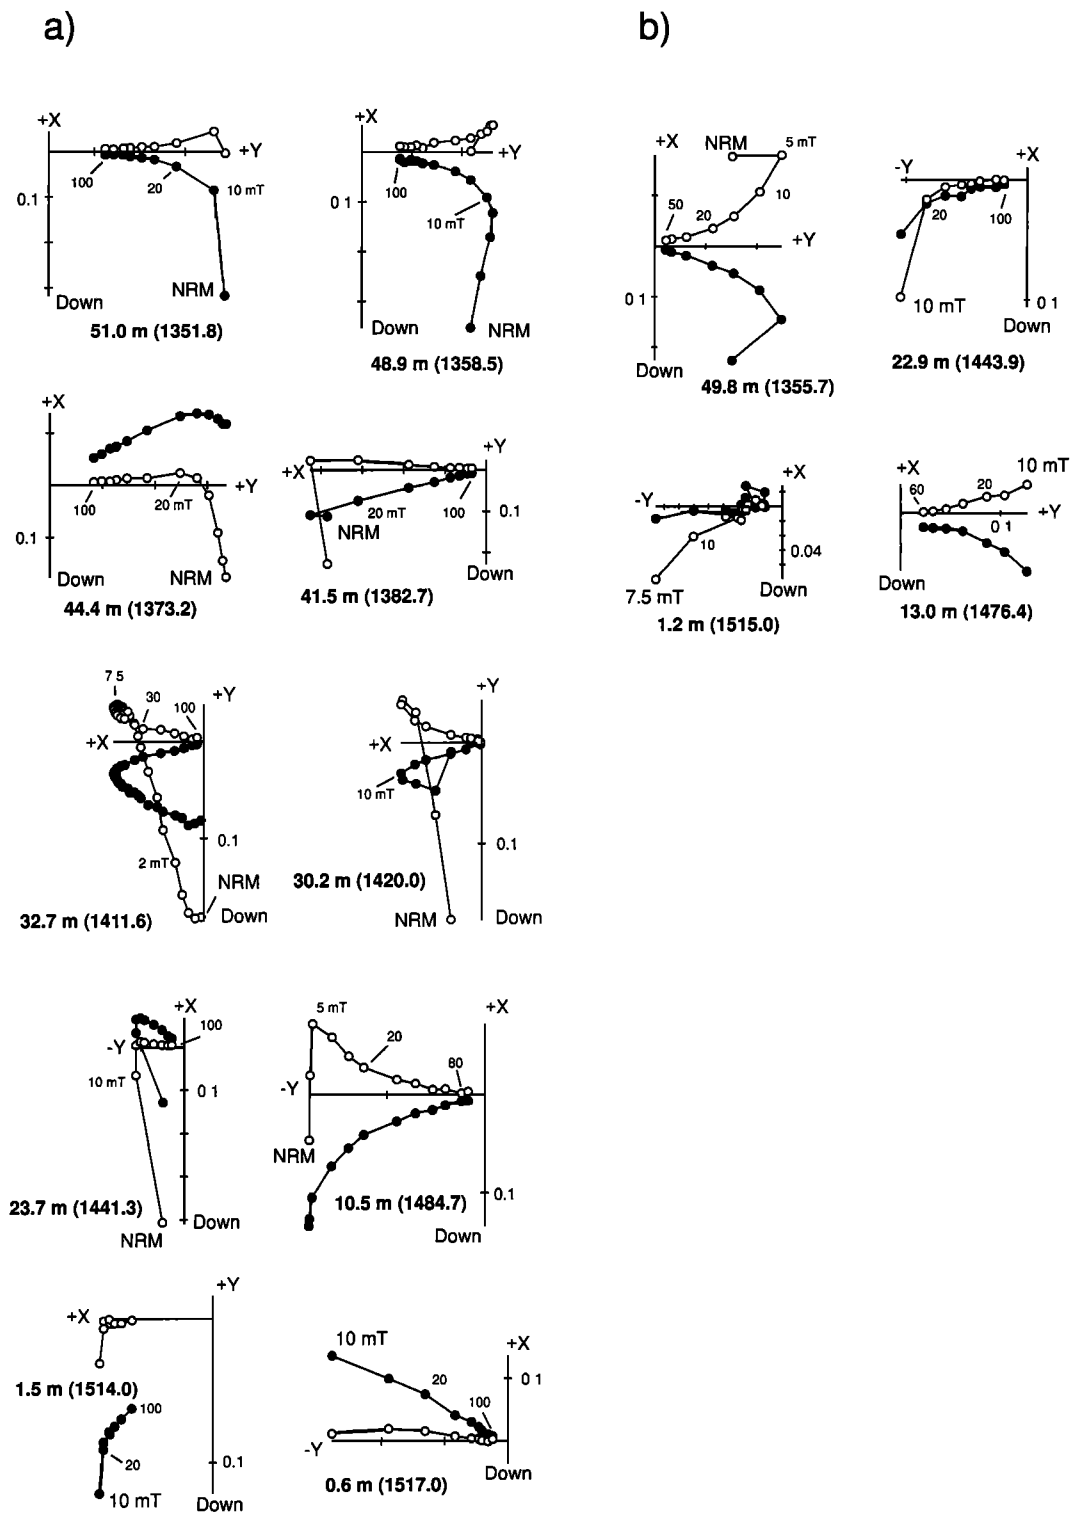 a)
b)
+X
+Y
100
20
10 mT
0.1
NRM
Down
51.0 m (1351.8)
+X
+Y
100
0.1
10 mT
Down
NRM
48.9 m (1358.5)
+X
NRM
5 mT
10
50
20
+Y
0 1
Down
49.8 m (1355.7)
-Y
+X
20
100
10 mT
0 1
Down
22.9 m (1443.9)
+X
+Y
100
20 mT
0.1
Down
NRM
44.4 m (1373.2)
+Y
+X
20 mT
100
0.1
NRM
Down
41.5 m (1382.7)
+X
-Y
10
0.04
7.5 mT
Down
1.2 m (1515.0)
+X
10 mT
60
20
+Y
0 1
Down
13.0 m (1476.4)
7 5
30
+Y
100
+X
0.1
2 mT
NRM
Down
32.7 m (1411.6)
+Y
+X
10 mT
0.1
30.2 m (1420.0)
NRM
Down
+X
100
-Y
10 mT
0 1
23.7 m (1441.3)
Down
NRM
+X
5 mT
20
80
-Y
NRM
0.1
10.5 m (1484.7)
Down
+Y
+X
1.5 m (1514.0)
100
20
0.1
10 mT
Down
10 mT
+X
0 1
20
100
-Y
Down
0.6 m (1517.0)